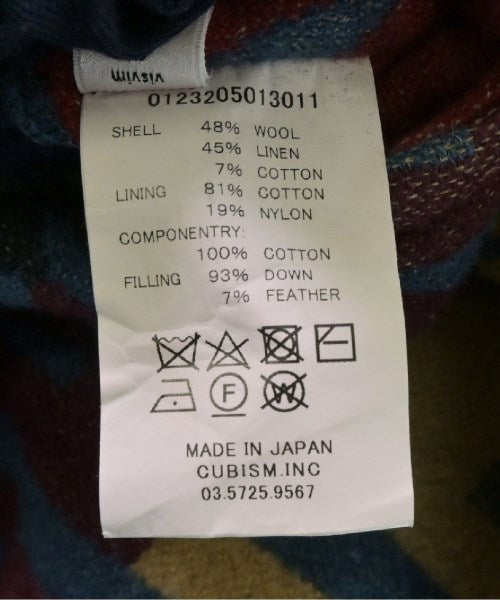 visvim
0123205013011
SHELL 48% WOOL
45% LINEN
7% COTTON
LINING 81% COTTON
19% NYLON
COMPONENTRY:
100% COTTON
FILLING 93% DOWN
7% FEATHER
F W
MADE IN JAPAN
CUBISM.INC
03.5725.9567